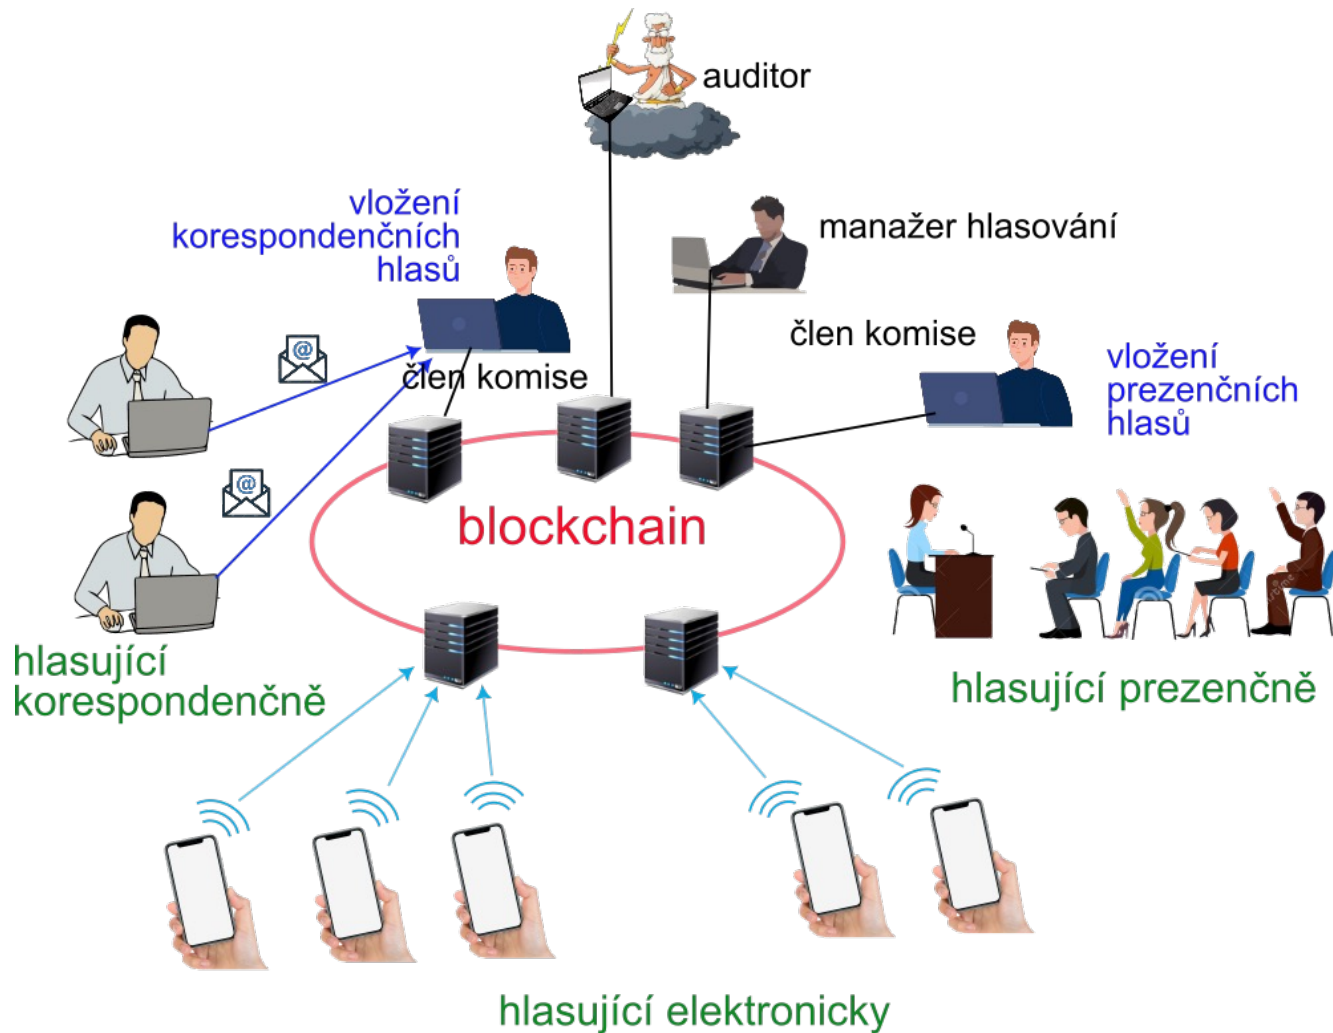 auditor
vložení
korespondenčních
hlasů
manažer hlasování
člen komise
člen komise
vložení
prezenčních
hlasů
@
@
blockchain
hlasující
korespondenčně
hlasující prezenčně
hlasující elektronicky